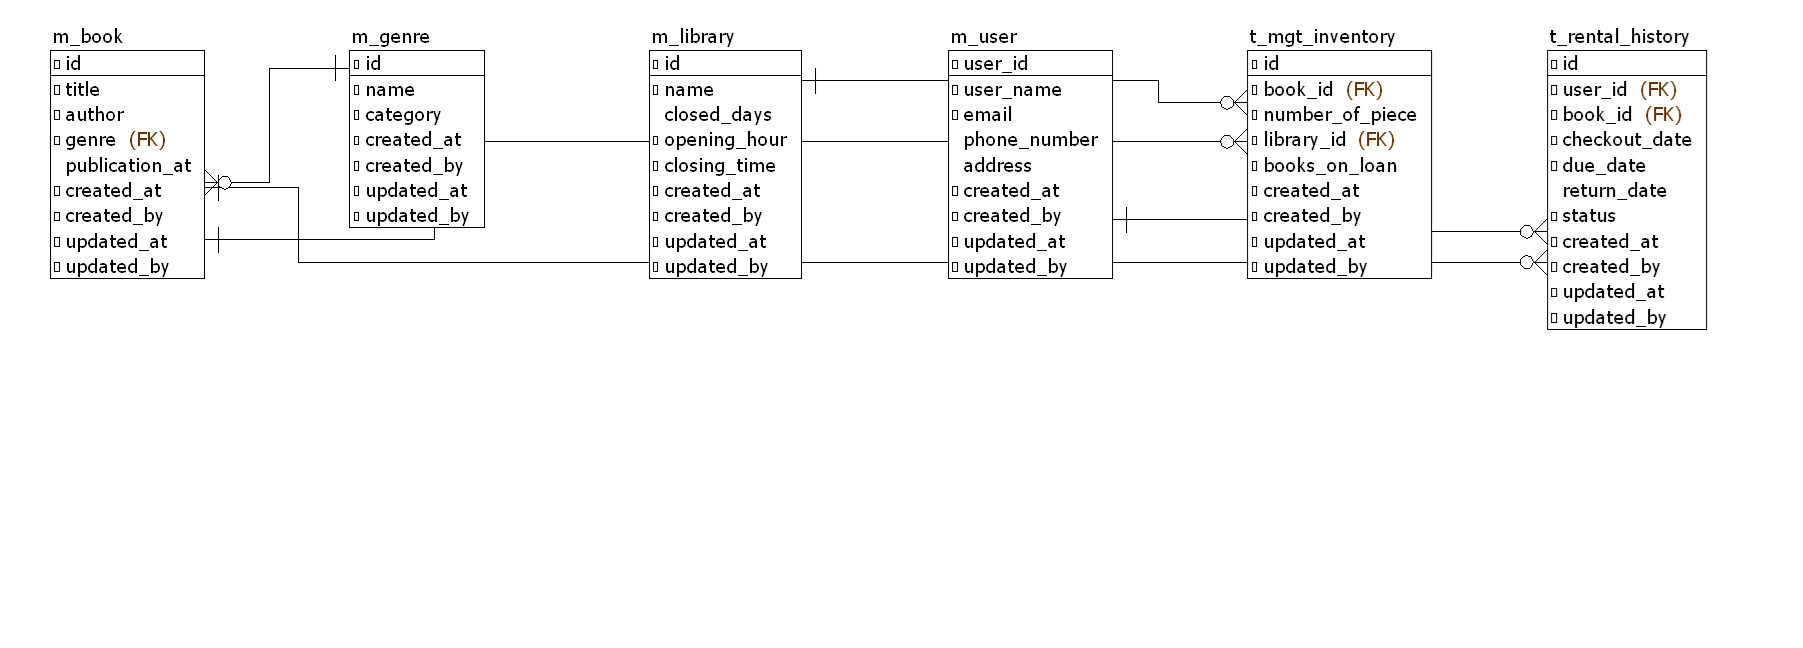 m_book
id
title
author
genre (FK)
publication_at
created_at
created_by
updated_at
updated_by
m_genre
id
name
category
created_at
created_by
updated_at
updated_by
m_library
id
name
closed_days
opening_hour
closing_time
created_at
created_by
updated_at
updated_by
m_user
user_id
user_name
email
phone_number
address
created_at
created_by
updated_at
updated_by
t_mgt_inventory
id
book_id (FK)
number_of_piece
library_id (FK)
books_on_loan
created_at
created_by
updated_at
updated_by
t_rental_history
id
user_id (FK)
book_id (FK)
checkout_date
due_date
return_date
status
created_at
created_by
updated_at
updated_by